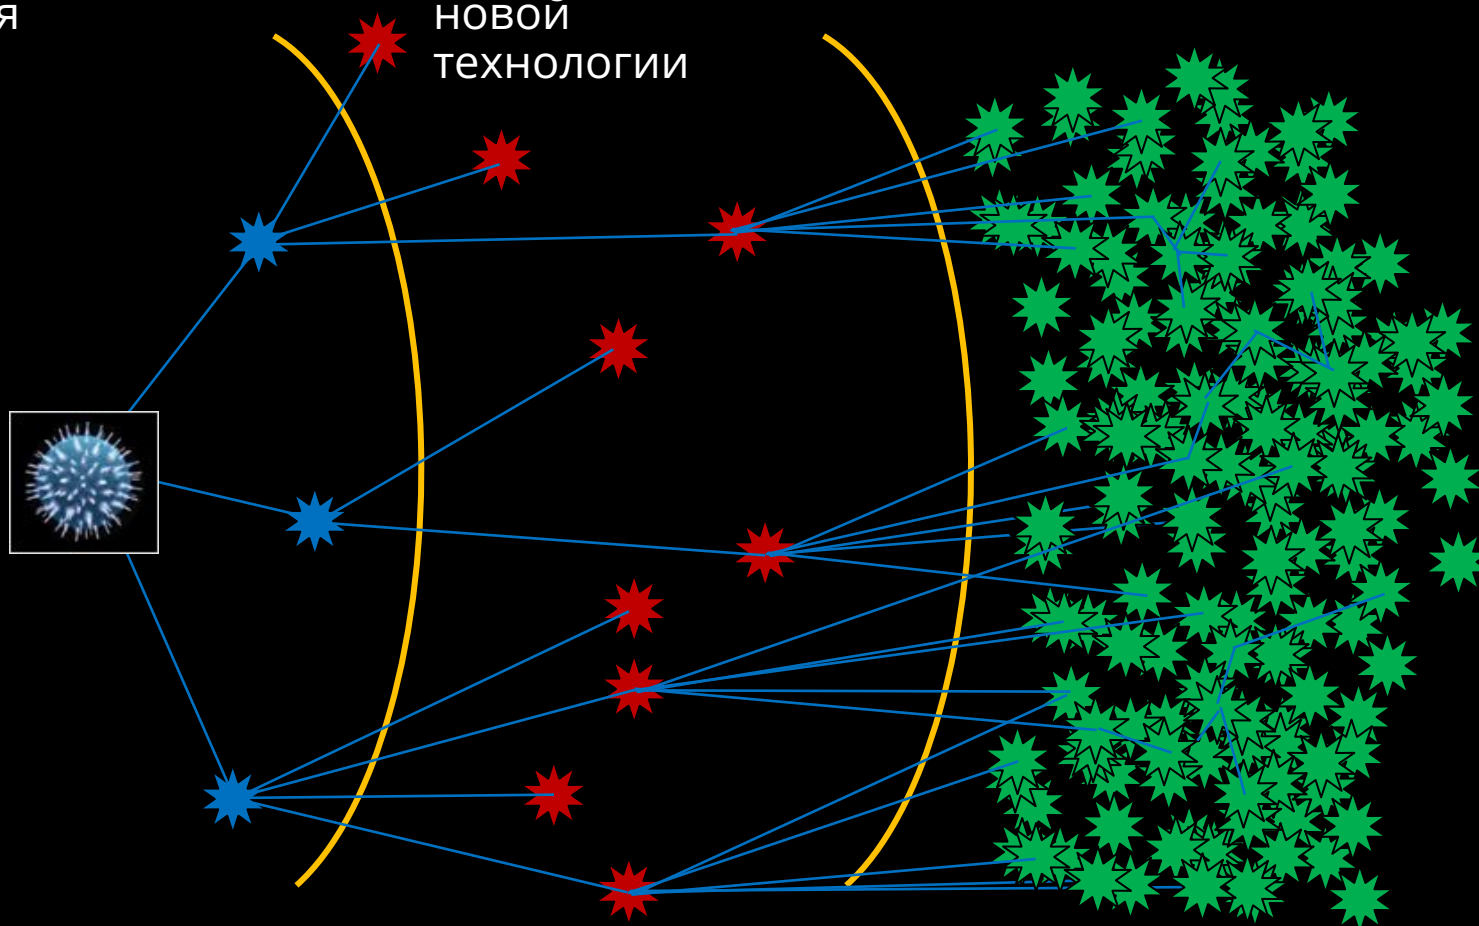 я
новой
технологии